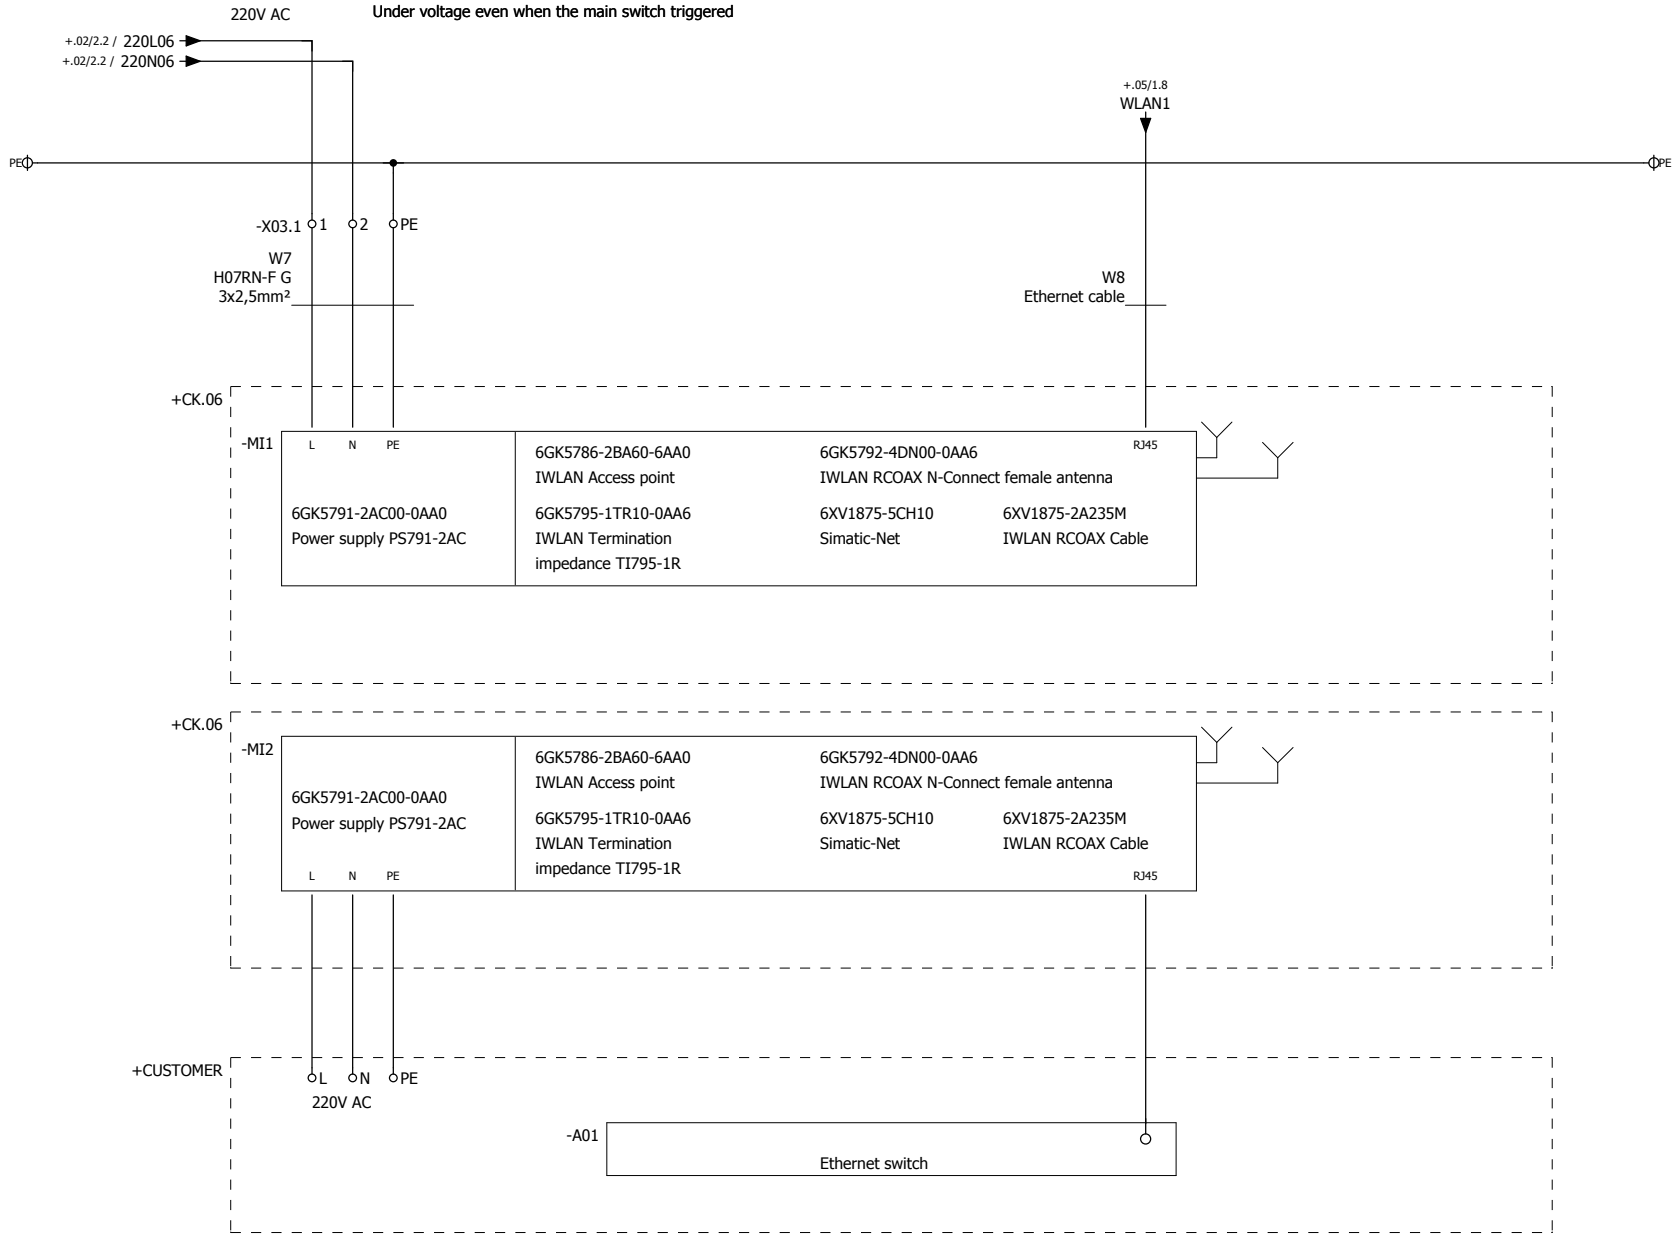 220V AC
Under voltage even when the main switch triggered
+.02/2.2 / 220L06
+.02/2.2 / 220N06
+.05/1.8
WLAN1
PE
PE
-X03.1 1 2 PE
W7
H07RN-F G
3x2,5mm²
W8
Ethernet cable
+CK.06
-MI1
L N PE
RJ45
6GK5791-2AC00-0AA0
Power supply PS791-2AC
6GK5786-2BA60-6AA0
IWLAN Access point
6GK5795-1TR10-0AA6
IWLAN Termination
impedance TI795-1R
6GK5792-4DN00-0AA6
IWLAN RCOAX N-Connect female antenna
6XV1875-5CH10
Simatic-Net
6XV1875-2A235M
IWLAN RCOAX Cable
+CK.06
-MI2
6GK5791-2AC00-0AA0
Power supply PS791-2AC
L N PE
6GK5786-2BA60-6AA0
IWLAN Access point
6GK5795-1TR10-0AA6
IWLAN Termination
impedance TI795-1R
6GK5792-4DN00-0AA6
IWLAN RCOAX N-Connect female antenna
6XV1875-5CH10
Simatic-Net
6XV1875-2A235M
IWLAN RCOAX Cable
RJ45
+CUSTOMER
L N PE
220V AC
-A01
Ethernet switch